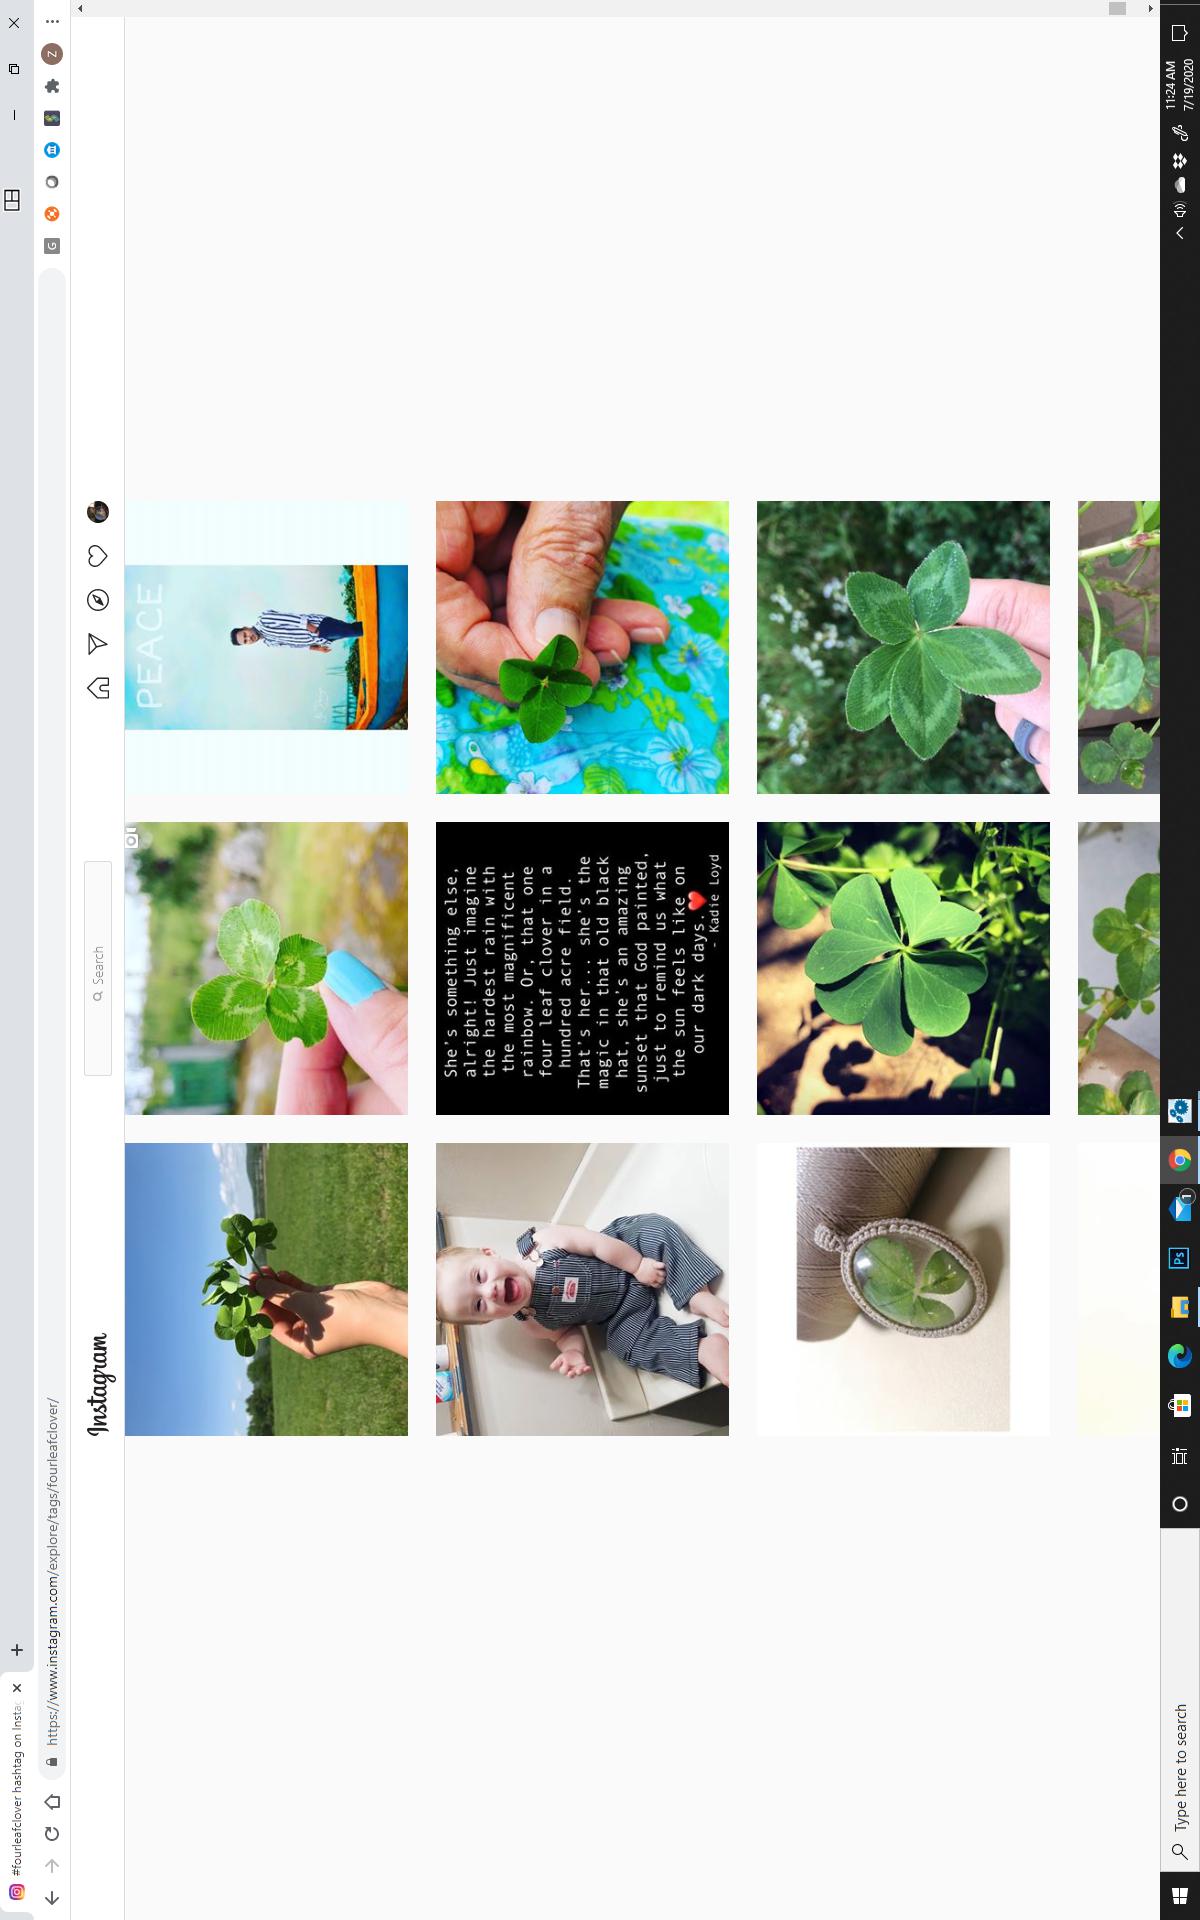 #fourleafclover hashtag on Insta
https://www.instagram.com/explore/tags/fourleafclover/
G
Z
Instagram
Search
PEACE
She's something else,
alright! Just imagine
the hardest rain with
the most magnificent
rainbow. Or, that one
four leaf clover in a
hundred acre field.
That's her... she's the
magic in that old black
hat, she's an amazing
sunset that God painted,
just to remind us what
the sun feels like on
our dark days.❤️
- Kadie Loyd
Type here to search
Ps
1
11:24 AM
7/19/2020